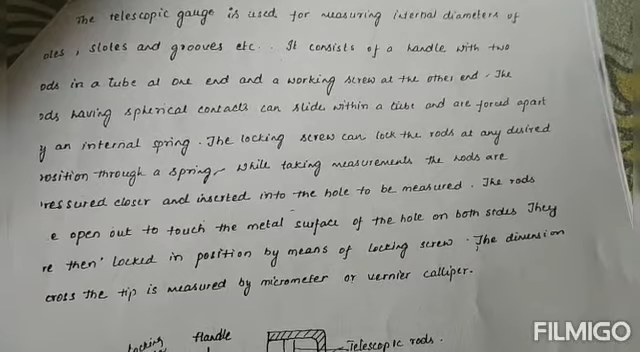 The telescopic gauge is used for measuring internal diameters of
oles, slotes and grooves etc.. It consists of a handle with two
ods in a tube at one end and a working screw at the other end. The
ods having spherical contacts can slide within a tube and are forced apart
y an internal spring. The locking screw can lock the rods at any desired
position through a spring. While taking measurements the rods are
ressured closer and inserted into the hole to be measured. The rods
e open out to touch the metal surface of the hole on both sides They
re then locked in position by means of locking screw. The dimension
cross the tip is measured by micrometer or vernier calliper.
Locking Handle
Telescopic rods.
FILMIGO